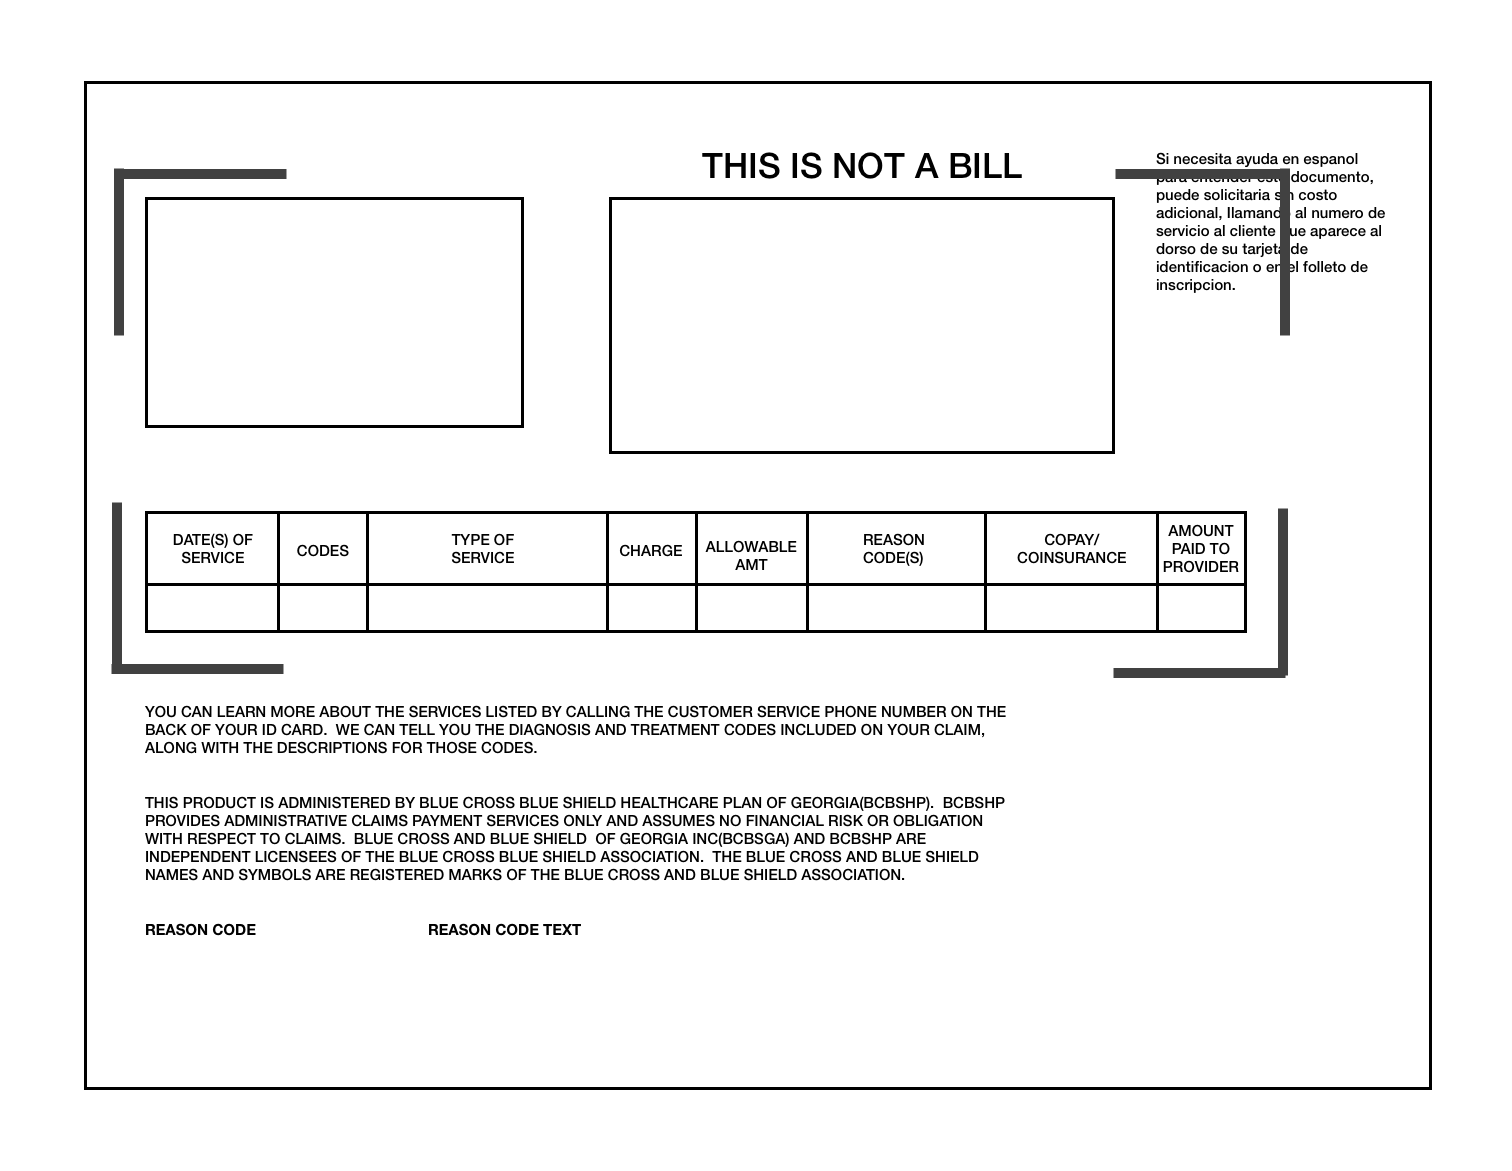 THIS IS NOT A BILL
Si necesita ayuda en espanol
para entender este documento,
puede solicitaria sin costo
adicional, llamando al numero de
servicio al cliente que aparece al
dorso de su tarjeta de
identificacion o en el folleto de
inscripcion.
DATE(S) OF
SERVICE
CODES
TYPE OF
SERVICE
CHARGE
ALLOWABLE
AMT
REASON
CODE(S)
COPAY/
COINSURANCE
AMOUNT
PAID TO
PROVIDER
YOU CAN LEARN MORE ABOUT THE SERVICES LISTED BY CALLING THE CUSTOMER SERVICE PHONE NUMBER ON THE
BACK OF YOUR ID CARD.  WE CAN TELL YOU THE DIAGNOSIS AND TREATMENT CODES INCLUDED ON YOUR CLAIM,
ALONG WITH THE DESCRIPTIONS FOR THOSE CODES.
THIS PRODUCT IS ADMINISTERED BY BLUE CROSS BLUE SHIELD HEALTHCARE PLAN OF GEORGIA(BCBSHP).  BCBSHP
PROVIDES ADMINISTRATIVE CLAIMS PAYMENT SERVICES ONLY AND ASSUMES NO FINANCIAL RISK OR OBLIGATION
WITH RESPECT TO CLAIMS.  BLUE CROSS AND BLUE SHIELD  OF GEORGIA INC(BCBSGA) AND BCBSHP ARE
INDEPENDENT LICENSEES OF THE BLUE CROSS BLUE SHIELD ASSOCIATION.  THE BLUE CROSS AND BLUE SHIELD
NAMES AND SYMBOLS ARE REGISTERED MARKS OF THE BLUE CROSS AND BLUE SHIELD ASSOCIATION.
REASON CODE
REASON CODE TEXT